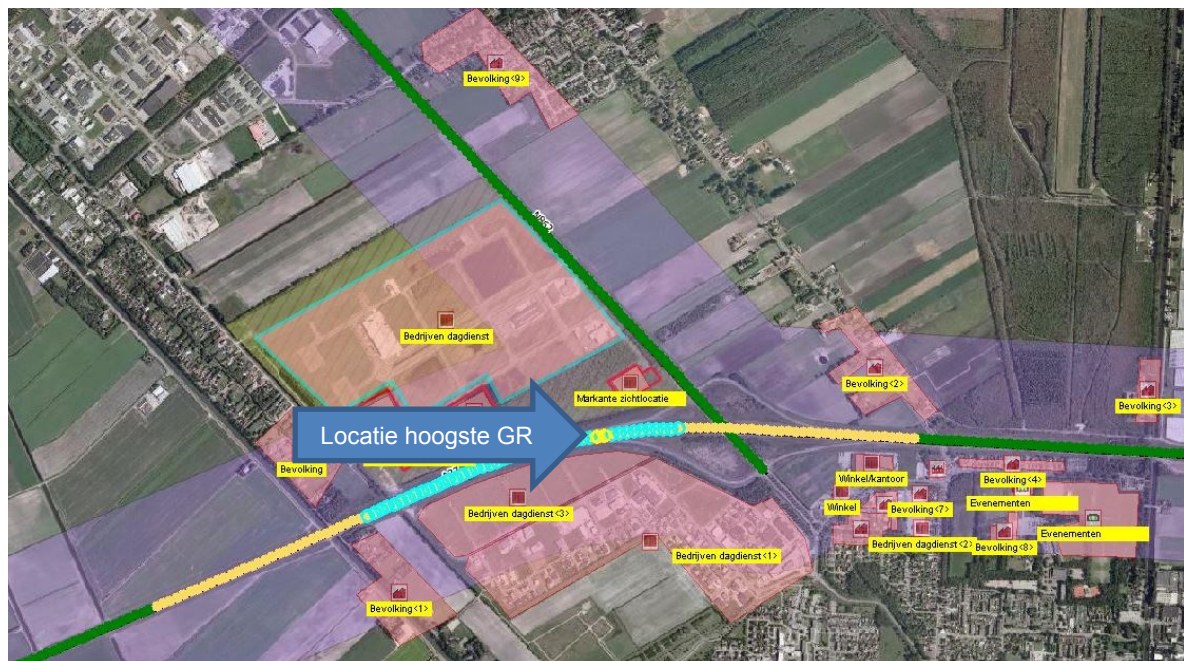 Bevolking<9>
N862
Bedrijven dagdienst
Markante zichtlocatie
Bevolking<2>
Bevolking<3>
Locatie hoogste GR
Bevolking
Winkel/kantoor
Bevolking<4>
Winkel
Bevolking<7>
Evenementen
Bedrijven dagdienst<3>
Bedrijven dagdienst<2>
Bevolking<8>
Evenementen
Bedrijven dagdienst<1>
Bevolking<1>